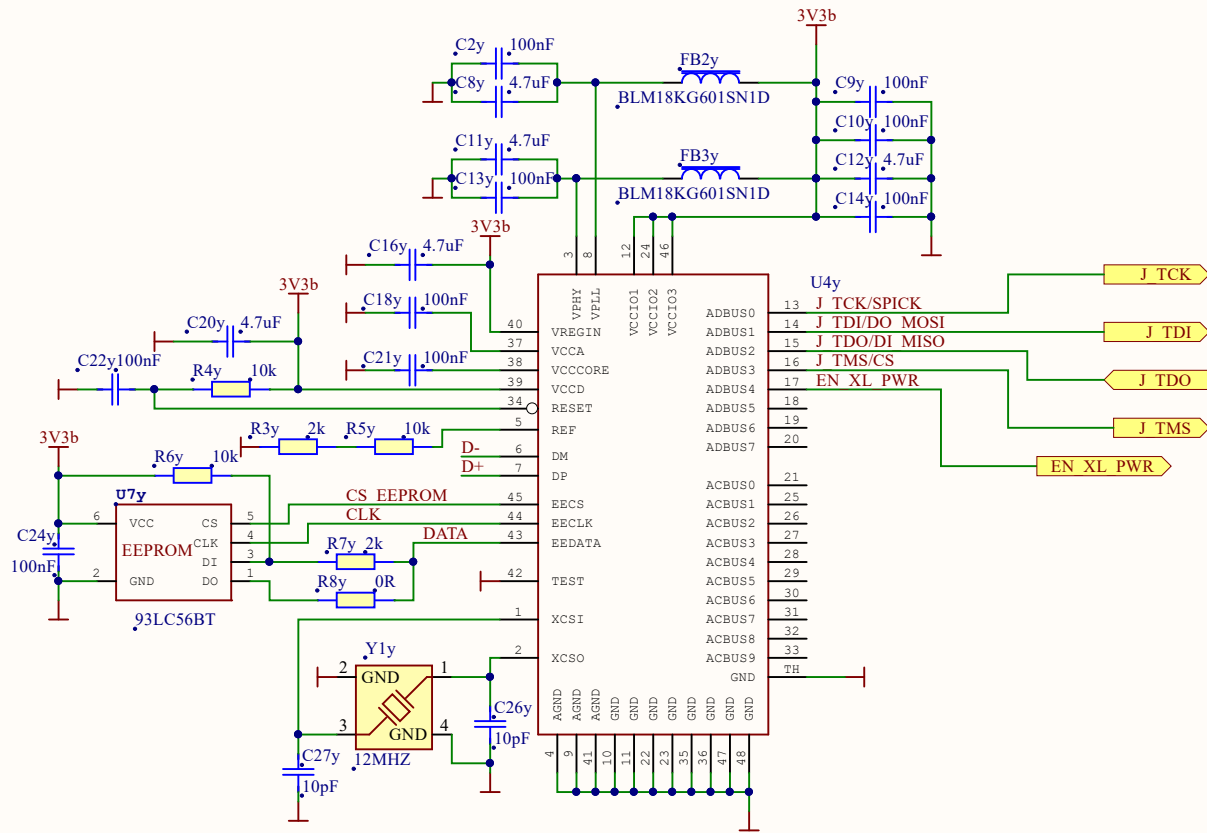 3V3b
C2y 100nF
C8y 4.7uF
FB2y
BLM18KG601SN1D
C9y 100nF
C10y 100nF
C11y 4.7uF
C13y 100nF
FB3y
BLM18KG601SN1D
C12y 4.7uF
C14y 100nF
3V3b
C16y 4.7uF
3 8 12 24 46
3V3b
C18y 100nF
C20y 4.7uF
C22y 100nF
R4y 10k
C21y 100nF
U4y
VPHY VPLL VCCIO1 VCCIO2 VCCIO3
40 VREGIN
37 VCCA
38 VCCCORE
39 VCCD
34 RESET
5 REF
D- 6 DM
D+ 7 DP
R3y 2k R5y 10k
ADBUS0 13 J_TCK/SPICK J_TCK
ADBUS1 14 J_TDI/DO_MOSI J_TDI
ADBUS2 15 J_TDO/DI_MISO J_TDO
ADBUS3 16 J_TMS/CS J_TMS
ADBUS4 17 EN_XL_PWR EN_XL_PWR
ADBUS5 18
ADBUS6 19
ADBUS7 20
ACBUS0 21
ACBUS1 25
ACBUS2 26
ACBUS3 27
ACBUS4 28
ACBUS5 29
ACBUS6 30
ACBUS7 31
ACBUS8 32
ACBUS9 33
GND TH
3V3b
R6y 10k
U7y
6 VCC CS 5 CS_EEPROM 45 EECS
CLK 4 CLK 44 EECLK
EEPROM
DI 3 DATA 43 EEDATA
2 GND DO 1
C24y
100nF
93LC56BT
R7y 2k
R8y 0R
42 TEST
1 XCSI
2 XCSO
Y1y
2 GND 1
3 GND 4
12MHZ
C26y
10pF
C27y
10pF
AGND AGND AGND GND GND GND GND GND GND GND GND
4 9 41 10 11 22 23 35 36 47 48